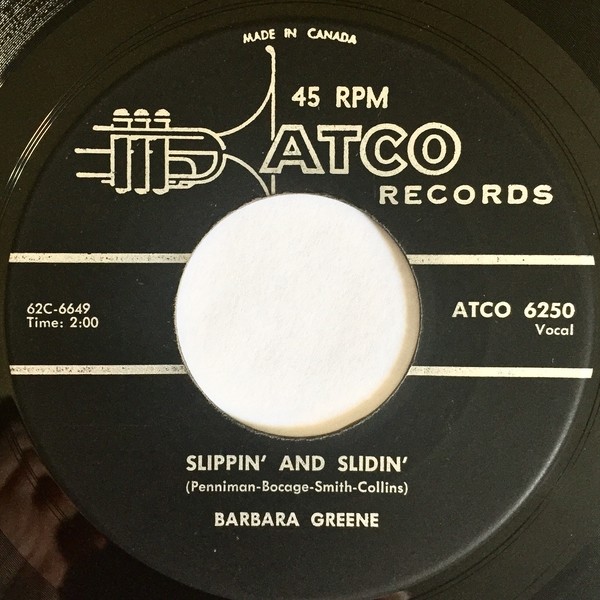 MADE IN CANADA
45 RPM
ATCO
RECORDS
62C-6649
Time: 2:00
ATCO 6250
Vocal
SLIPPIN' AND SLIDIN'
(Penniman-Bocage-Smith-Collins)
BARBARA GREENE